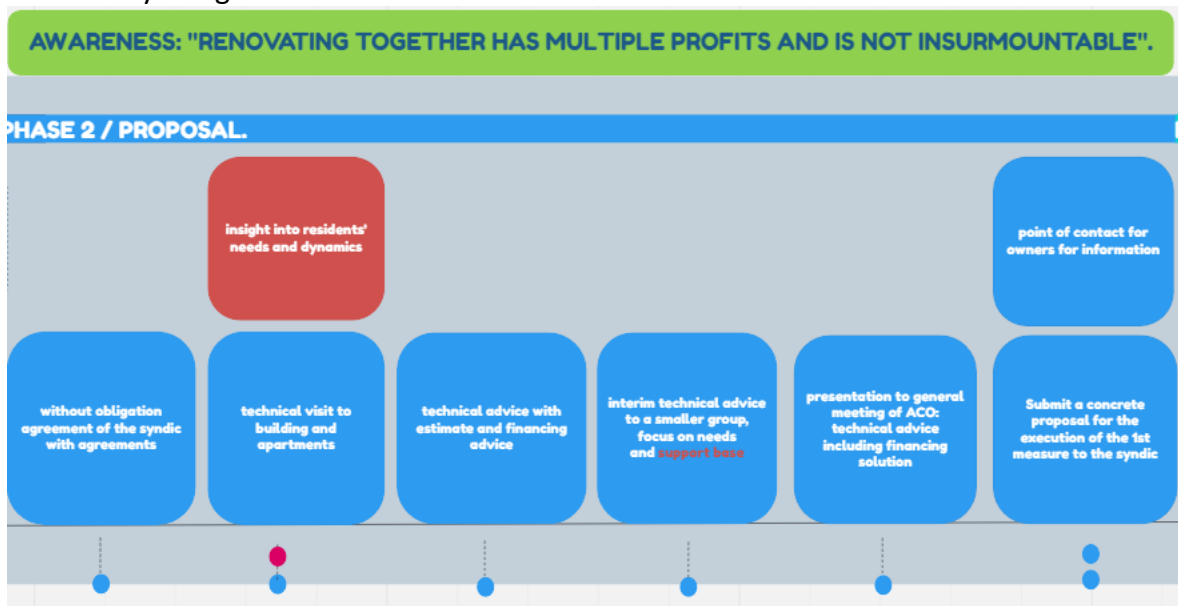 AWARENESS: "RENOVATING TOGETHER HAS MULTIPLE PROFITS AND IS NOT INSURMOUNTABLE".
PHASE 2 / PROPOSAL.
insight into residents'
needs and dynamics
point of contact for
owners for information
without obligation
agreement of the syndic
with agreements
technical visit to
building and
apartments
technical advice with
estimate and financing
advice
interim technical advice
to a smaller group,
focus on needs
and support base
presentation to general
meeting of ACO:
technical advice
including financing
solution
Submit a concrete
proposal for the
execution of the 1st
measure to the syndic